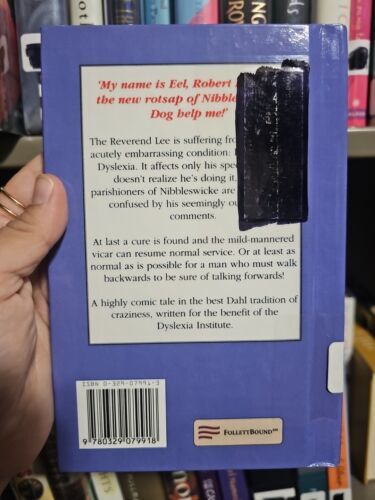 'My name is Eel, Robert
the new rotsap of Nibble
Dog help me!'
The Reverend Lee is suffering fro
acutely embarrassing condition:
Dyslexia. It affects only his spe
doesn't realize he's doing it,
parishioners of Nibbleswicke are
confused by his seemingly ou
comments.
At last a cure is found and the mild-mannered
vicar can resume normal service. Or at least as
normal as is possible for a man who must walk
backwards to be sure of talking forwards!
A highly comic tale in the best Dahl tradition of
craziness, written for the benefit of the
Dyslexia Institute.
ISBN 0-329-07991-3
9 780329 079918
FOLLETTBOUND℠